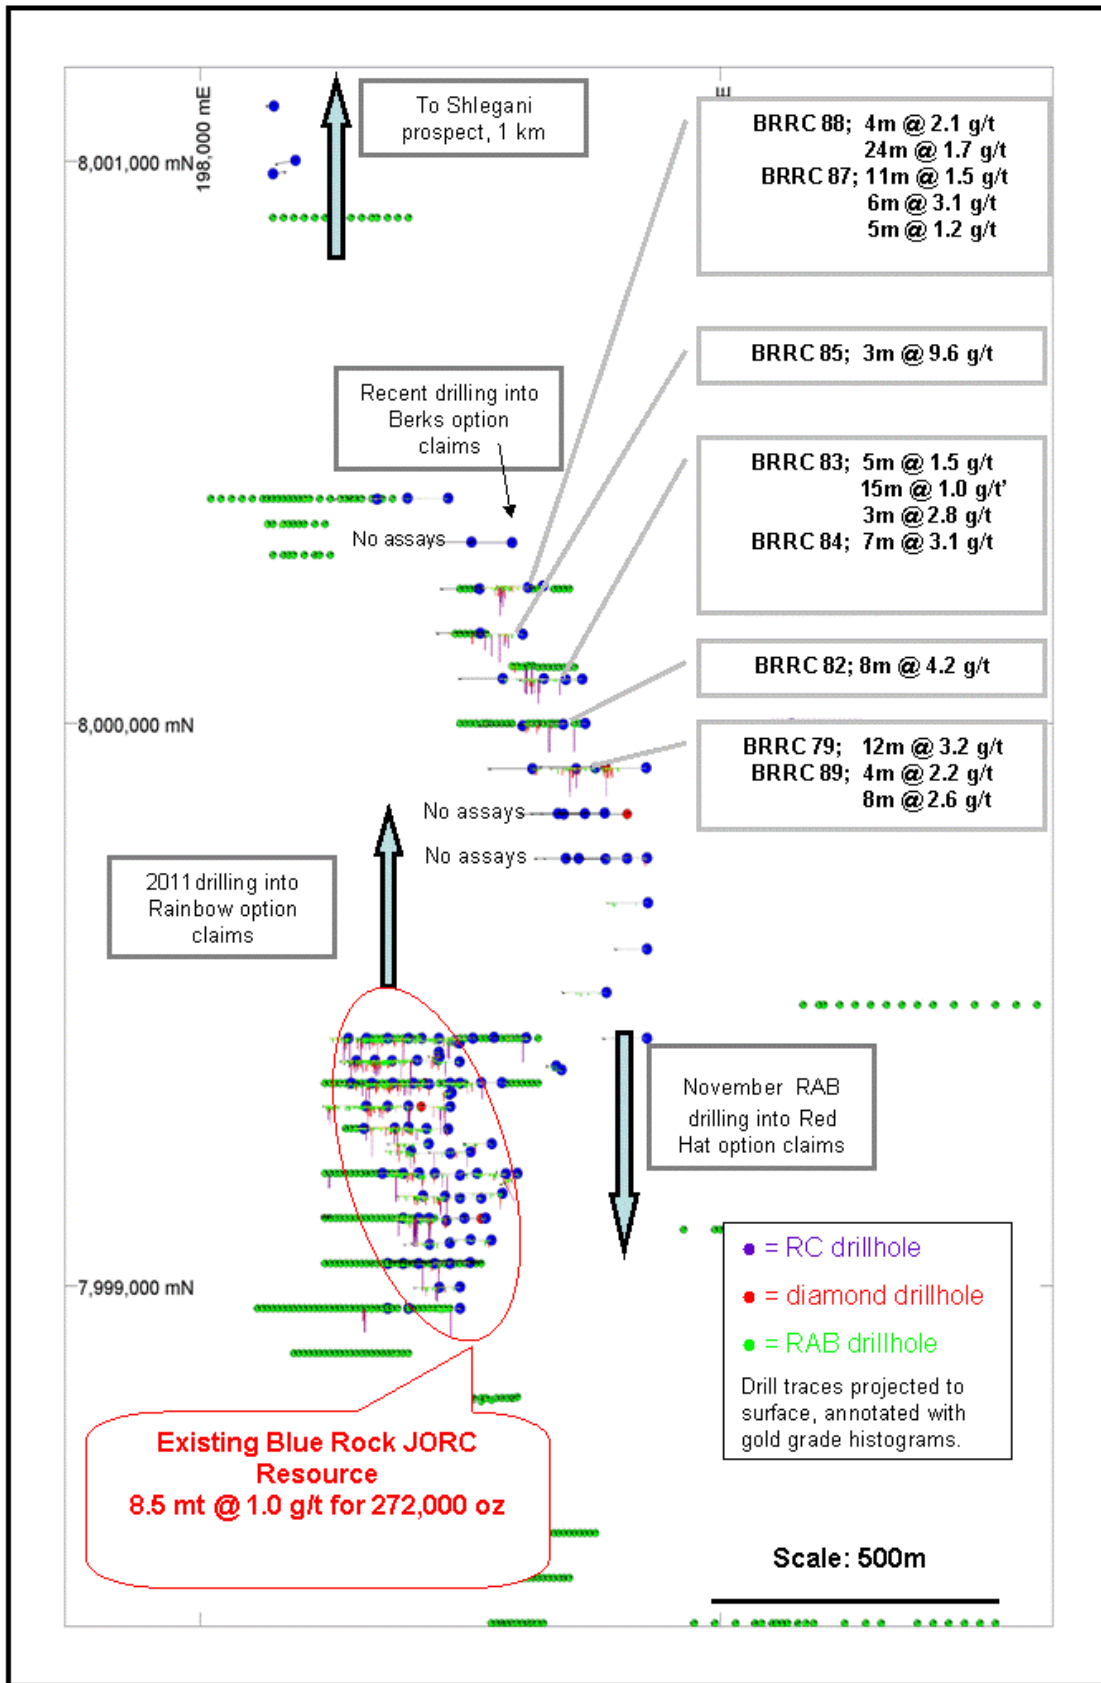 198,000 mE
E
To Shlegani
prospect, 1 km
8,001,000 mN
BRRC 88; 4m @ 2.1 g/t
24m @ 1.7 g/t
BRRC 87; 11m @ 1.5 g/t
6m @ 3.1 g/t
5m @ 1.2 g/t
BRRC 85; 3m @ 9.6 g/t
Recent drilling into
Berks option
claims
BRRC 83; 5m @ 1.5 g/t
15m @ 1.0 g/t'
3m @ 2.8 g/t
BRRC 84; 7m @ 3.1 g/t
No assays
BRRC 82; 8m @ 4.2 g/t
8,000,000 mN
BRRC 79; 12m @ 3.2 g/t
BRRC 89; 4m @ 2.2 g/t
8m @ 2.6 g/t
No assays
No assays
2011 drilling into
Rainbow option
claims
November RAB
drilling into Red
Hat option claims
7,999,000 mN
= RC drillhole
= diamond drillhole
= RAB drillhole
Drill traces projected to
surface, annotated with
gold grade histograms.
Existing Blue Rock JORC
Resource
8.5 mt @ 1.0 g/t for 272,000 oz
Scale: 500m